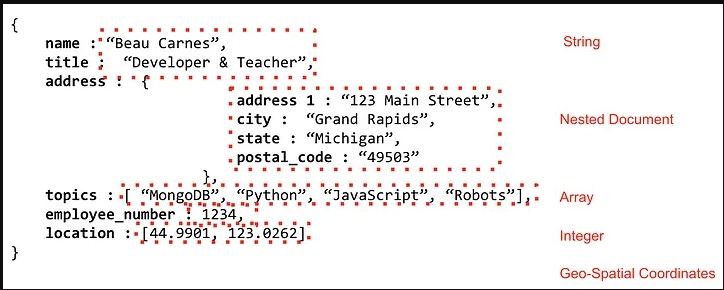 {
name : “Beau Carnes”,
String
title : “Developer & Teacher”,
address : {
address 1 : “123 Main Street”,
city : “Grand Rapids”,
Nested Document
state : “Michigan”,
postal_code : “49503”
},
topics : [ “MongoDB”, “Python”, “JavaScript”, “Robots”],
Array
employee_number : 1234,
location : [44.9901, 123.0262]
Integer
}
Geo-Spatial Coordinates